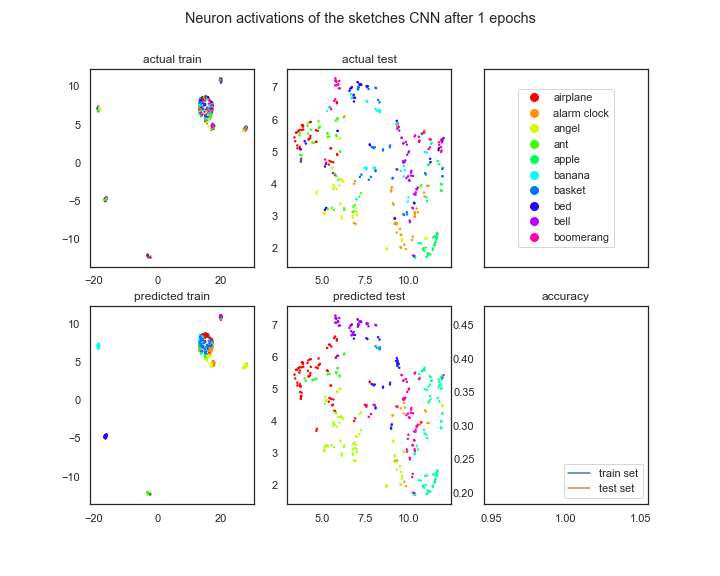 Neuron activations of the sketches CNN after 1 epochs
actual train
10
5
0
−5
−10
−20
0
20
actual test
7
6
5
4
3
2
5.0
7.5
10.0
airplane
alarm clock
angel
ant
apple
banana
basket
bed
bell
boomerang
predicted train
10
5
0
−5
−10
−20
0
20
predicted test
7
6
5
4
3
2
5.0
7.5
10.0
accuracy
0.45
0.40
0.35
0.30
0.25
0.20
train set
test set
0.95
1.00
1.05